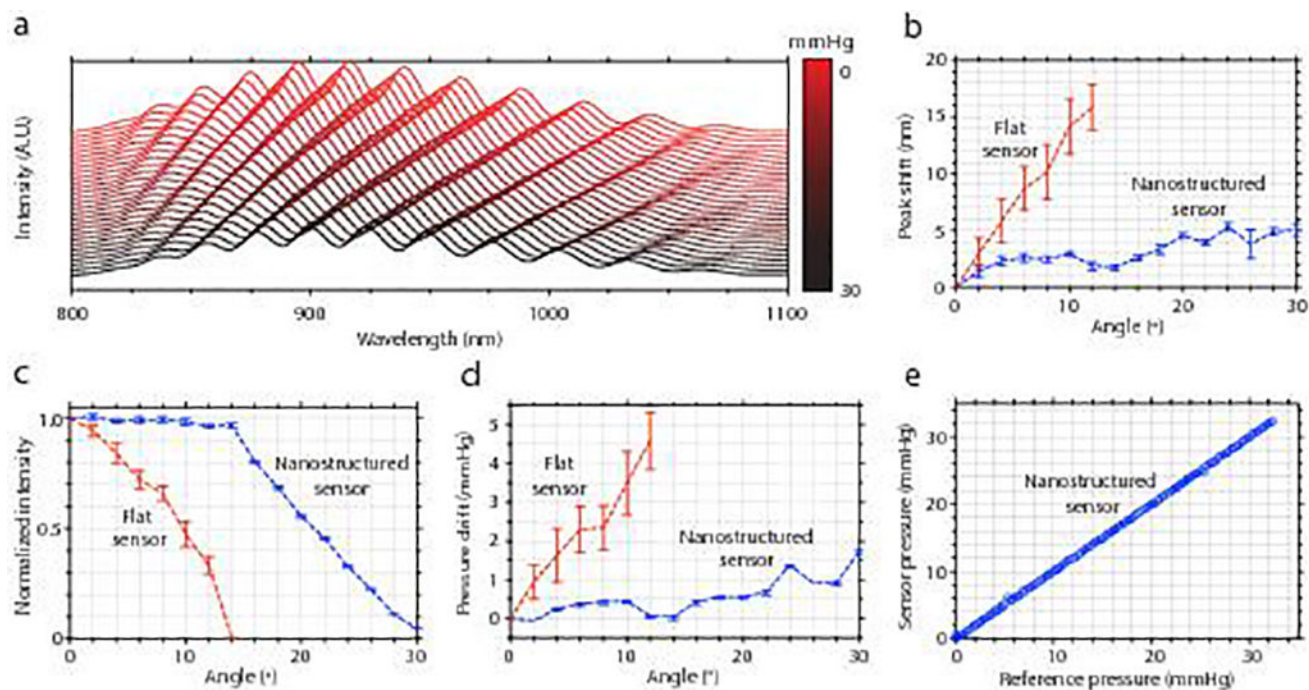 a
mmHg
0
30
Intensity (A.U.)
800
900
1000
1100
Wavelength (nm)
b
20
15
10
5
0
Peak shift (nm)
Flat
sensor
Nanostructured
sensor
0
10
20
30
Angle (°)
c
1.0
0.5
0
Normalized intensity
Nanostructured
sensor
Flat
sensor
0
10
20
30
Angle (°)
d
5
4
3
2
1
0
Pressure drift (mmHg)
Flat
sensor
Nanostructured
sensor
0
10
20
30
Angle (°)
e
30
20
10
0
Sensor pressure (mmHg)
Nanostructured
sensor
0
10
20
30
Reference pressure (mmHg)